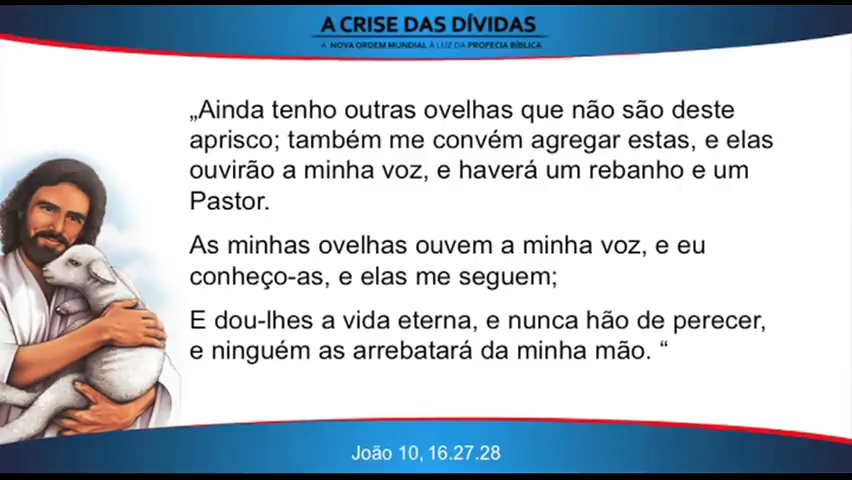 A CRISE DAS DÍVIDAS
A NOVA ORDEM MUNDIAL À LUZ DA PROFECIA BÍBLICA
„Ainda tenho outras ovelhas que não são deste
aprisco; também me convém agregar estas, e elas
ouvirão a minha voz, e haverá um rebanho e um
Pastor.
As minhas ovelhas ouvem a minha voz, e eu
conheço-as, e elas me seguem;
E dou-lhes a vida eterna, e nunca hão de perecer,
e ninguém as arrebatará da minha mão. “
João 10, 16.27.28